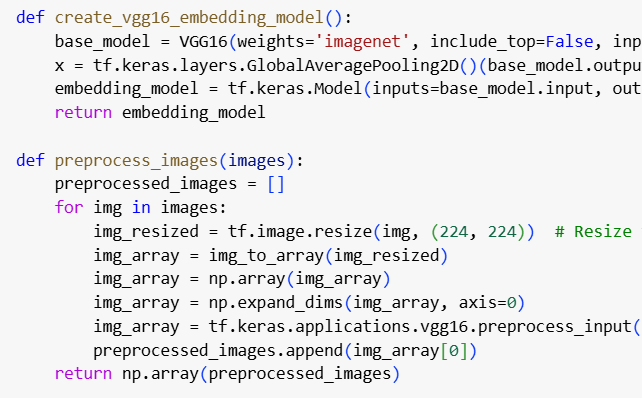 def create_vgg16_embedding_model():
    base_model = VGG16(weights='imagenet', include_top=False, inp
    x = tf.keras.layers.GlobalAveragePooling2D()(base_model.outpu
    embedding_model = tf.keras.Model(inputs=base_model.input, out
    return embedding_model

def preprocess_images(images):
    preprocessed_images = []
    for img in images:
        img_resized = tf.image.resize(img, (224, 224))  # Resize
        img_array = img_to_array(img_resized)
        img_array = np.array(img_array)
        img_array = np.expand_dims(img_array, axis=0)
        img_array = tf.keras.applications.vgg16.preprocess_input(
        preprocessed_images.append(img_array[0])
    return np.array(preprocessed_images)